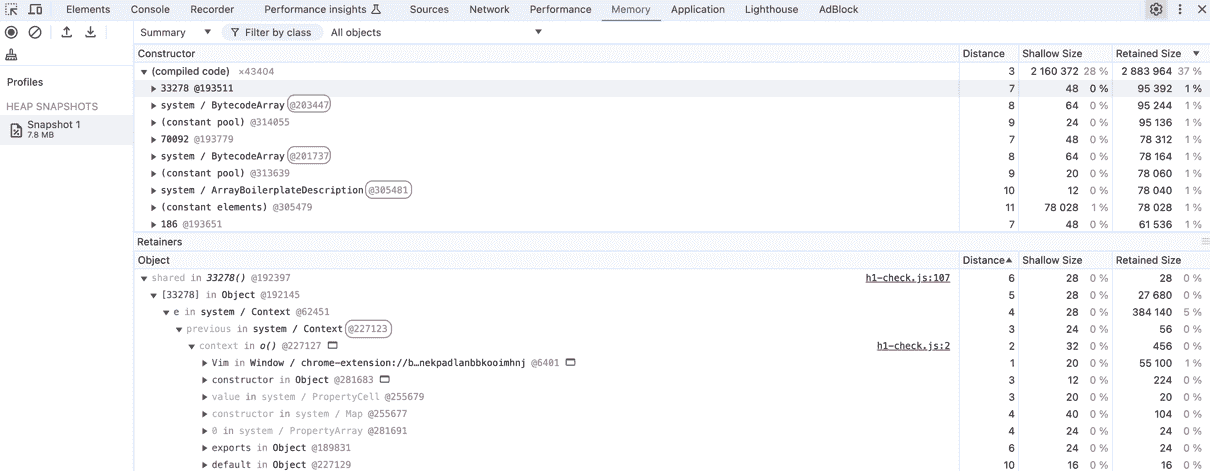 Elements Console Recorder Performance insights Sources Network Performance Memory Application Lighthouse AdBlock
Summary Filter by class All objects
Profiles
HEAP SNAPSHOTS
Snapshot 1
7.8 MB
Constructor Distance Shallow Size Retained Size
(compiled code) ×43404 3 2 160 372 28 % 2 883 964 37 %
33278 @193511 7 48 0 % 95 392 1 %
system / BytecodeArray @203447 8 64 0 % 95 244 1 %
(constant pool) @314055 9 24 0 % 95 136 1 %
70092 @193779 7 48 0 % 78 312 1 %
system / BytecodeArray @201737 8 64 0 % 78 164 1 %
(constant pool) @313639 9 20 0 % 78 060 1 %
system / ArrayBoilerplateDescription @305481 10 12 0 % 78 040 1 %
(constant elements) @305479 11 78 028 1 % 78 028 1 %
186 @193651 7 48 0 % 61 536 1 %
Retainers
Object Distance Shallow Size Retained Size
shared in 33278() @192397 h1-check.js:107 6 28 0 % 28 0 %
[33278] in Object @192145 5 28 0 % 27 680 0 %
e in system / Context @62451 4 28 0 % 384 140 5 %
previous in system / Context @227123 3 24 0 % 56 0 %
context in o() @227127 h1-check.js:2 2 32 0 % 456 0 %
Vim in Window / chrome-extension://b…nekpadlanbbkooimhnj @6401 1 20 0 % 55 100 1 %
constructor in Object @281683 3 12 0 % 224 0 %
value in system / PropertyCell @255679 3 20 0 % 20 0 %
constructor in system / Map @255677 4 40 0 % 104 0 %
0 in system / PropertyArray @281691 4 24 0 % 24 0 %
exports in Object @189831 6 24 0 % 24 0 %
default in Object @227129 10 16 0 % 16 0 %